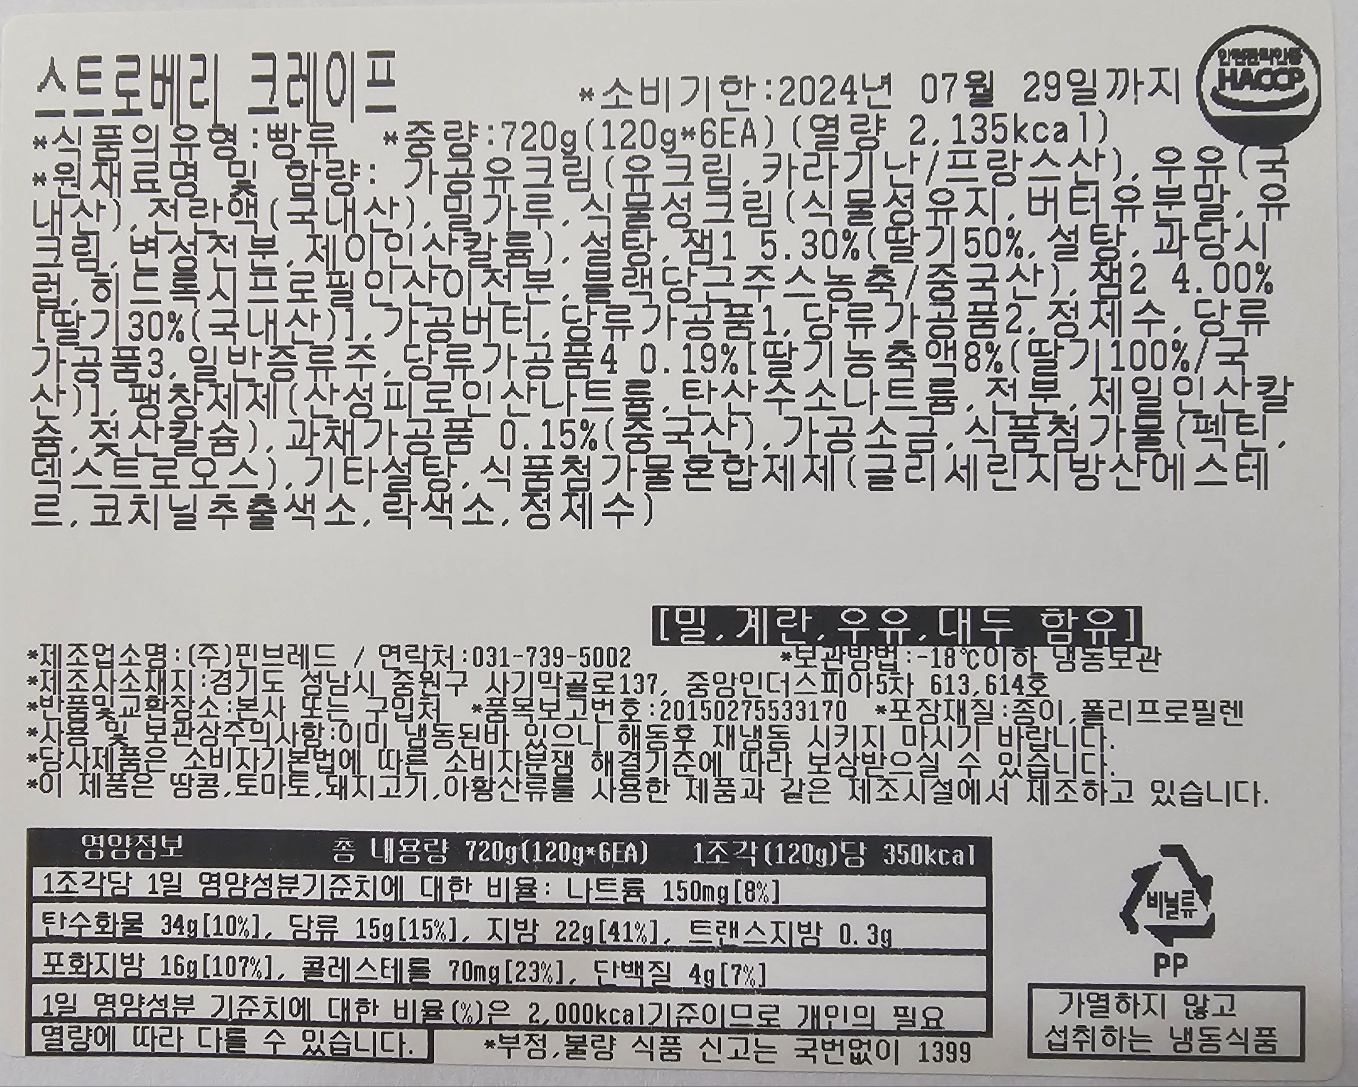 스트로베리 크레이프
*소비기한:2024년 07월 29일까지
안전관리인증
HACCP
*식품의유형:빵류 *중량:720g(120g*6EA)(열량 2,135kcal)
*원재료명 및 함량: 가공유크림(유크림,카라기난/프랑스산),우유(국
내산),전란액(국내산),밀가루,식물성크림(식물성유지,버터유분말,유
크림,변성전분,제이인산칼륨),설탕,잼1 5.30%(딸기50%,설탕,과당시
럽,히드록시프로필인산이전분,블랙당근주스농축/중국산),잼2 4.00%
[딸기30%(국내산)],가공버터,당류가공품1,당류가공품2,정제수,당류
가공품3,일반증류주,당류가공품4 0.19%[딸기농축액8%(딸기100%/국
산)],팽창제제(산성피로인산나트륨,탄산수소나트륨,전분,제일인산칼
슘,젖산칼슘),과채가공품 0.15%(중국산),가공소금,식품첨가물(펙틴,
덱스트로오스),기타설탕,식품첨가물혼합제제(글리세린지방산에스테
르,코치닐추출색소,락색소,정제수)
[밀,계란,우유,대두 함유]
*제조업소명:(주)핀브레드 / 연락처:031-739-5002 *보관방법:-18℃이하 냉동보관
*제조사소재지:경기도 성남시 중원구 사기막골로137, 중앙인더스피아5차 613,614호
*반품및교환장소:본사 또는 구입처 *품목보고번호:20150275533170 *포장재질:종이,폴리프로필렌
*사용 및 보관상주의사항:이미 냉동된바 있으니 해동후 재냉동 시키지 마시기 바랍니다.
*당사제품은 소비자기본법에 따른 소비자분쟁 해결기준에 따라 보상받으실 수 있습니다.
*이 제품은 땅콩,토마토,돼지고기,아황산류를 사용한 제품과 같은 제조시설에서 제조하고 있습니다.
영양정보 총 내용량 720g(120g*6EA) 1조각(120g)당 350kcal
1조각당 1일 영양성분기준치에 대한 비율: 나트륨 150mg[8%]
탄수화물 34g[10%], 당류 15g[15%], 지방 22g[41%], 트랜스지방 0.3g
포화지방 16g[107%], 콜레스테롤 70mg[23%], 단백질 4g[7%]
1일 영양성분 기준치에 대한 비율(%)은 2,000kcal기준이므로 개인의 필요
열량에 따라 다를 수 있습니다.
*부정,불량 식품 신고는 국번없이 1399
비닐류
PP
가열하지 않고
섭취하는 냉동식품